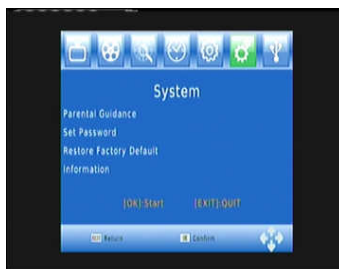 System
Parental Guidance
Set Password
Restore Factory Default
Information
[OK]:Start [EXIT]:QUIT
Return Confirm